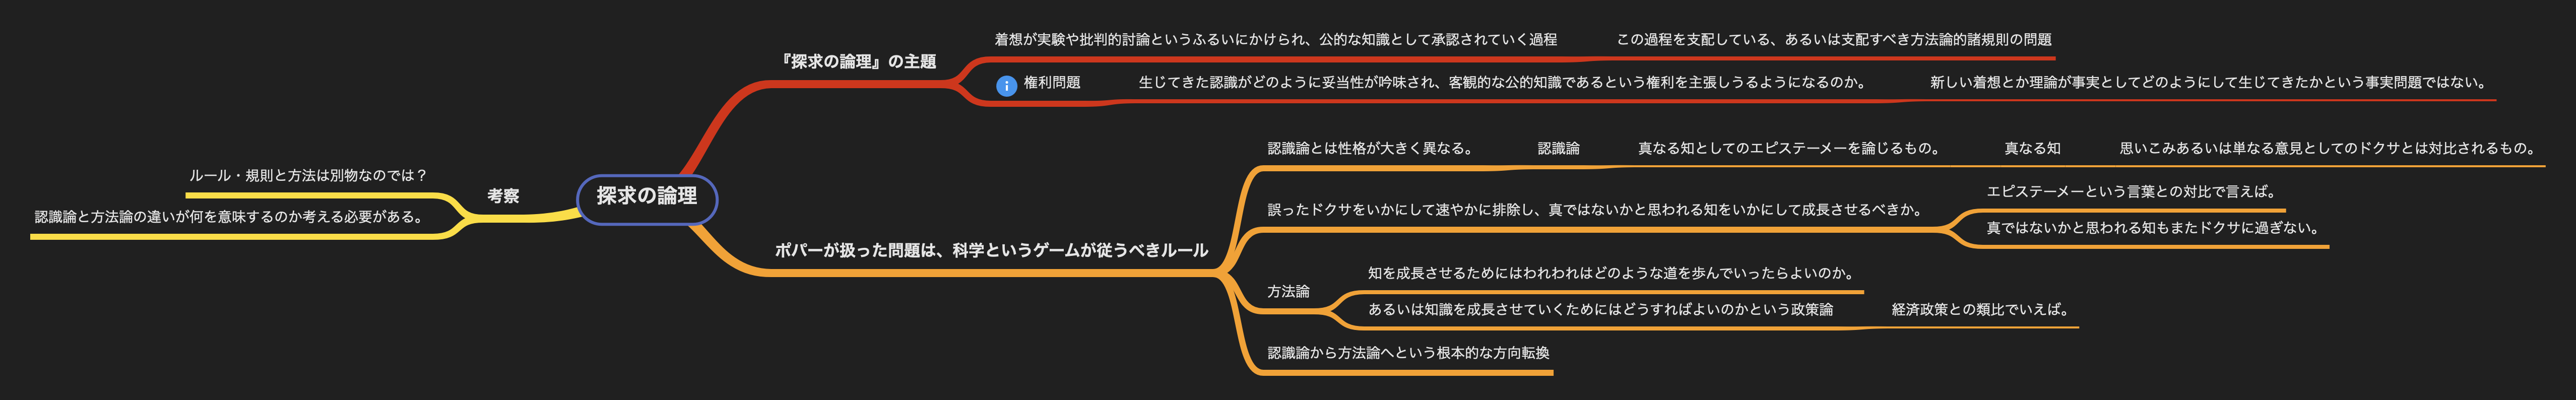 探求の論理
『探求の論理』の主題
着想が実験や批判的討論というふるいにかけられ、公的な知識として承認されていく過程
この過程を支配している、あるいは支配すべき方法論的諸規則の問題
権利問題
生じてきた認識がどのように妥当性が吟味され、客観的な公的知識であるという権利を主張しうるようになるのか。
新しい着想とか理論が事実としてどのようにして生じてきたかという事実問題ではない。
ポパーが扱った問題は、科学というゲームが従うべきルール
認識論とは性格が大きく異なる。
認識論
真なる知としてのエピステーメーを論じるもの。
真なる知
思いこみあるいは単なる意見としてのドクサとは対比されるもの。
誤ったドクサをいかにして速やかに排除し、真ではないかと思われる知をいかにして成長させるべきか。
エピステーメーという言葉との対比で言えば。
真ではないかと思われる知もまたドクサに過ぎない。
方法論
知を成長させるためにはわれわれはどのような道を歩んでいったらよいのか。
あるいは知識を成長させていくためにはどうすればよいのかという政策論
経済政策との類比でいえば。
認識論から方法論へという根本的な方向転換
考察
ルール・規則と方法は別物なのでは？
認識論と方法論の違いが何を意味するのか考える必要がある。